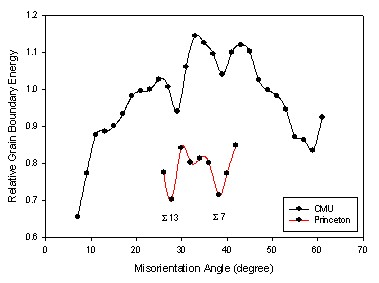 Relative Grain Boundary Energy
1.2
1.1
1.0
0.9
0.8
0.7
0.6
Σ 13
Σ 7
CMU
Princeton
0 10 20 30 40 50 60 70
Misorientation Angle (degree)